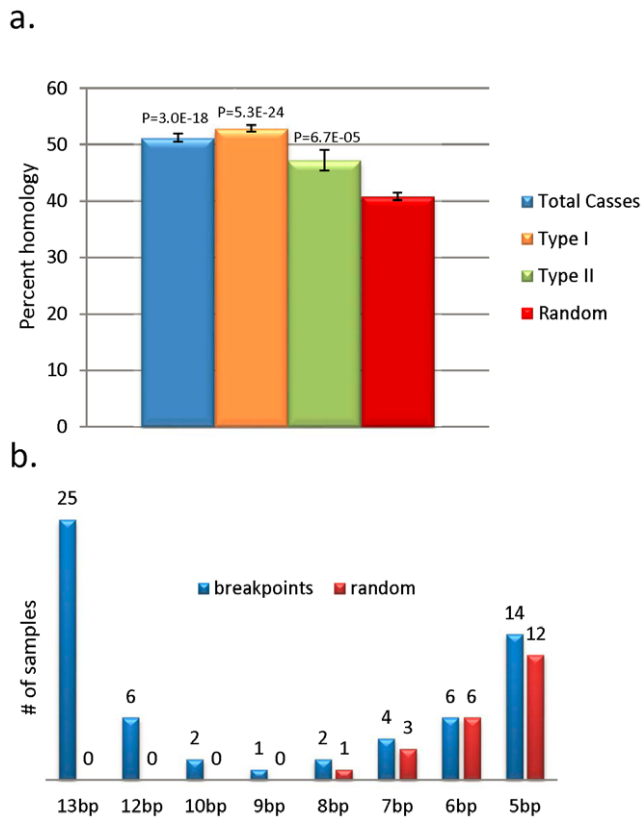 a.
60
50
40
30
20
10
0
Percent homology
P=3.0E-18
P=5.3E-24
P=6.7E-05
Total Casses
Type I
Type II
Random
b.
# of samples
breakpoints
random
25 0 6 0 2 0 1 0 2 1 4 3 6 6 14 12
13bp 12bp 10bp 9bp 8bp 7bp 6bp 5bp